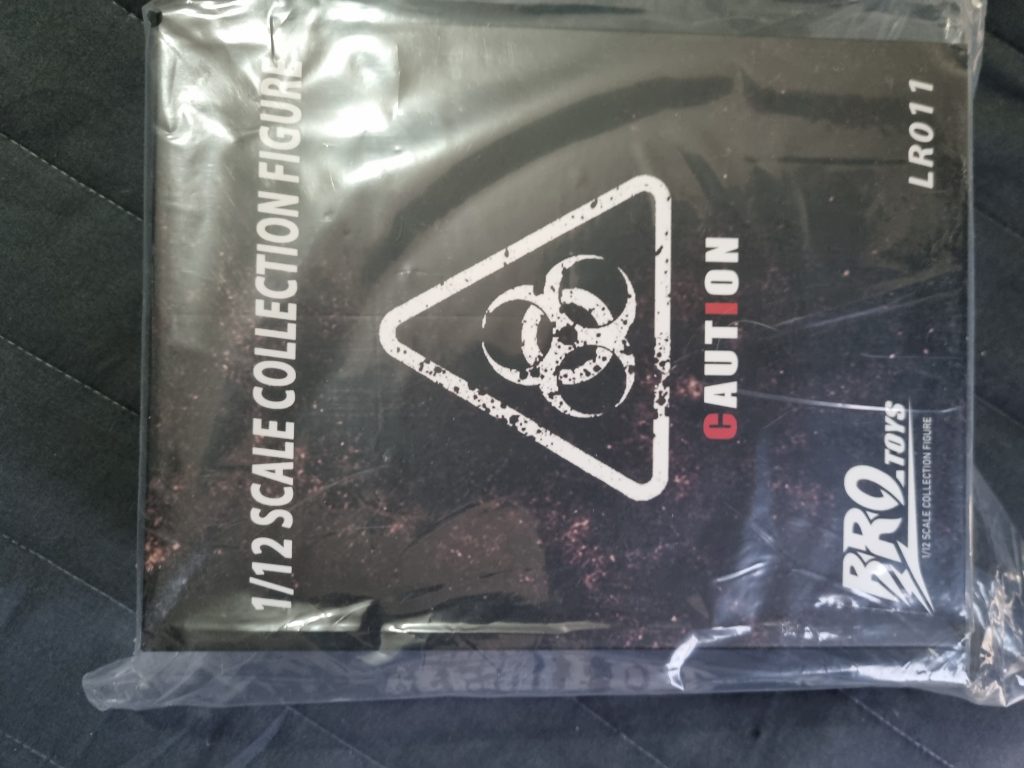 1/12 SCALE COLLECTION FIGURE
CAUTION
BRO.TOYS
1/12 SCALE COLLECTION FIGURE
LR011